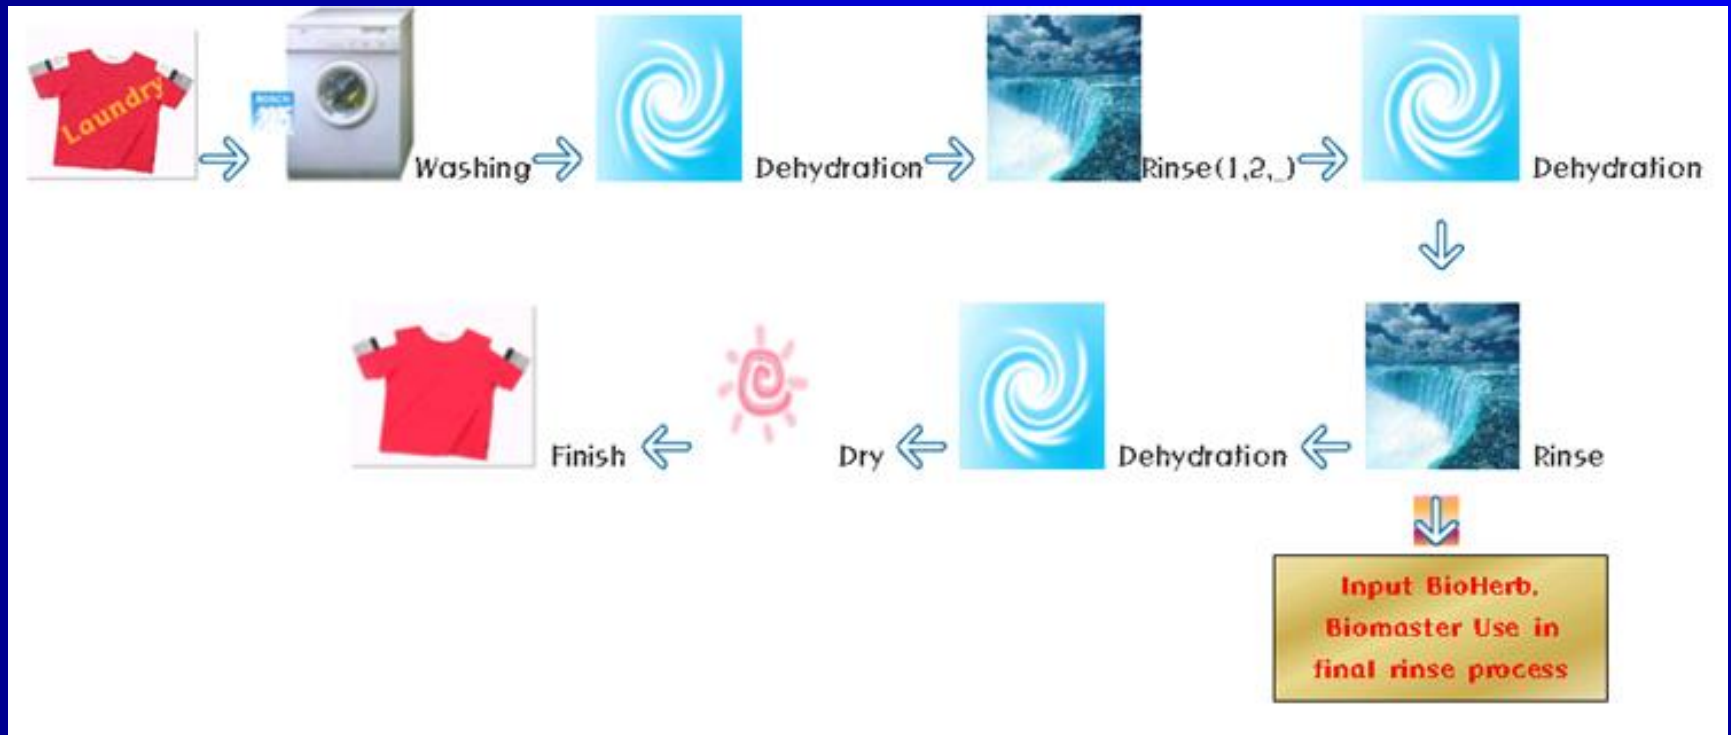 Laundry
BOSCH
Washing
Dehydration
Rinse(1,2,_)
Dehydration
Rinse
Dehydration
Dry
Finish
Input BioHerb,
Biomaster Use in
final rinse process